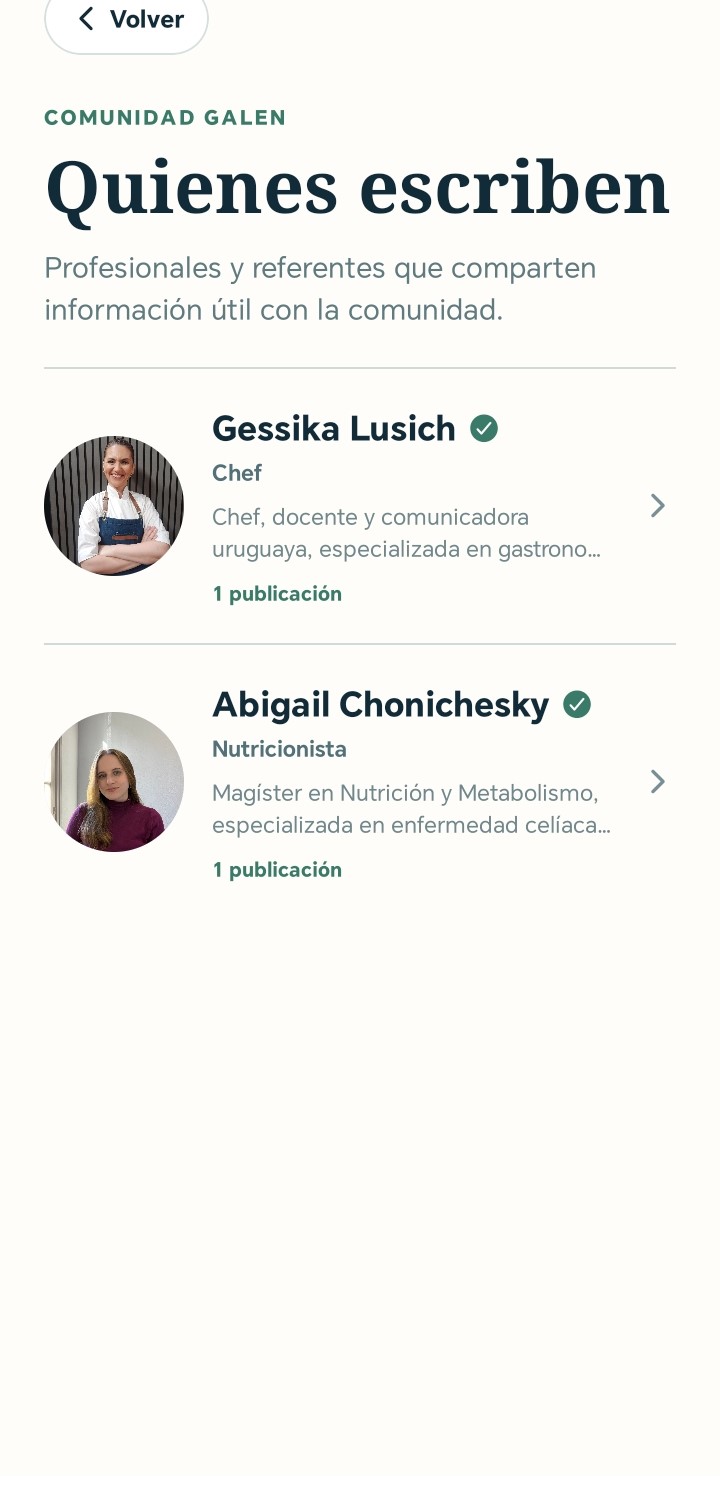 Volver
COMUNIDAD GALEN
Quienes escriben
Profesionales y referentes que comparten
información útil con la comunidad.
Gessika Lusich
Chef
Chef, docente y comunicadora
uruguaya, especializada en gastrono...
1 publicación
Abigail Chonichesky
Nutricionista
Magíster en Nutrición y Metabolismo,
especializada en enfermedad celíaca...
1 publicación